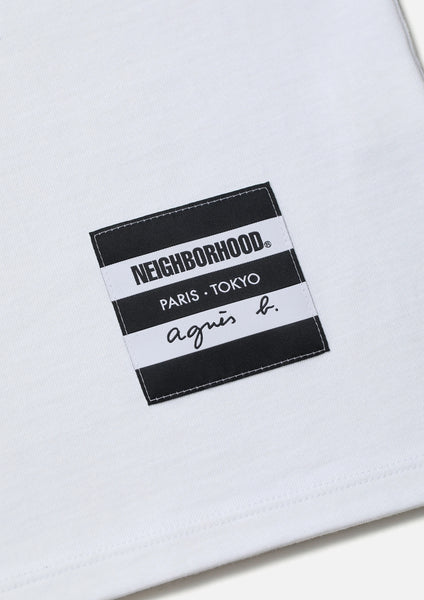 NEIGHBORHOOD®
PARIS · TOKYO
agnès b.